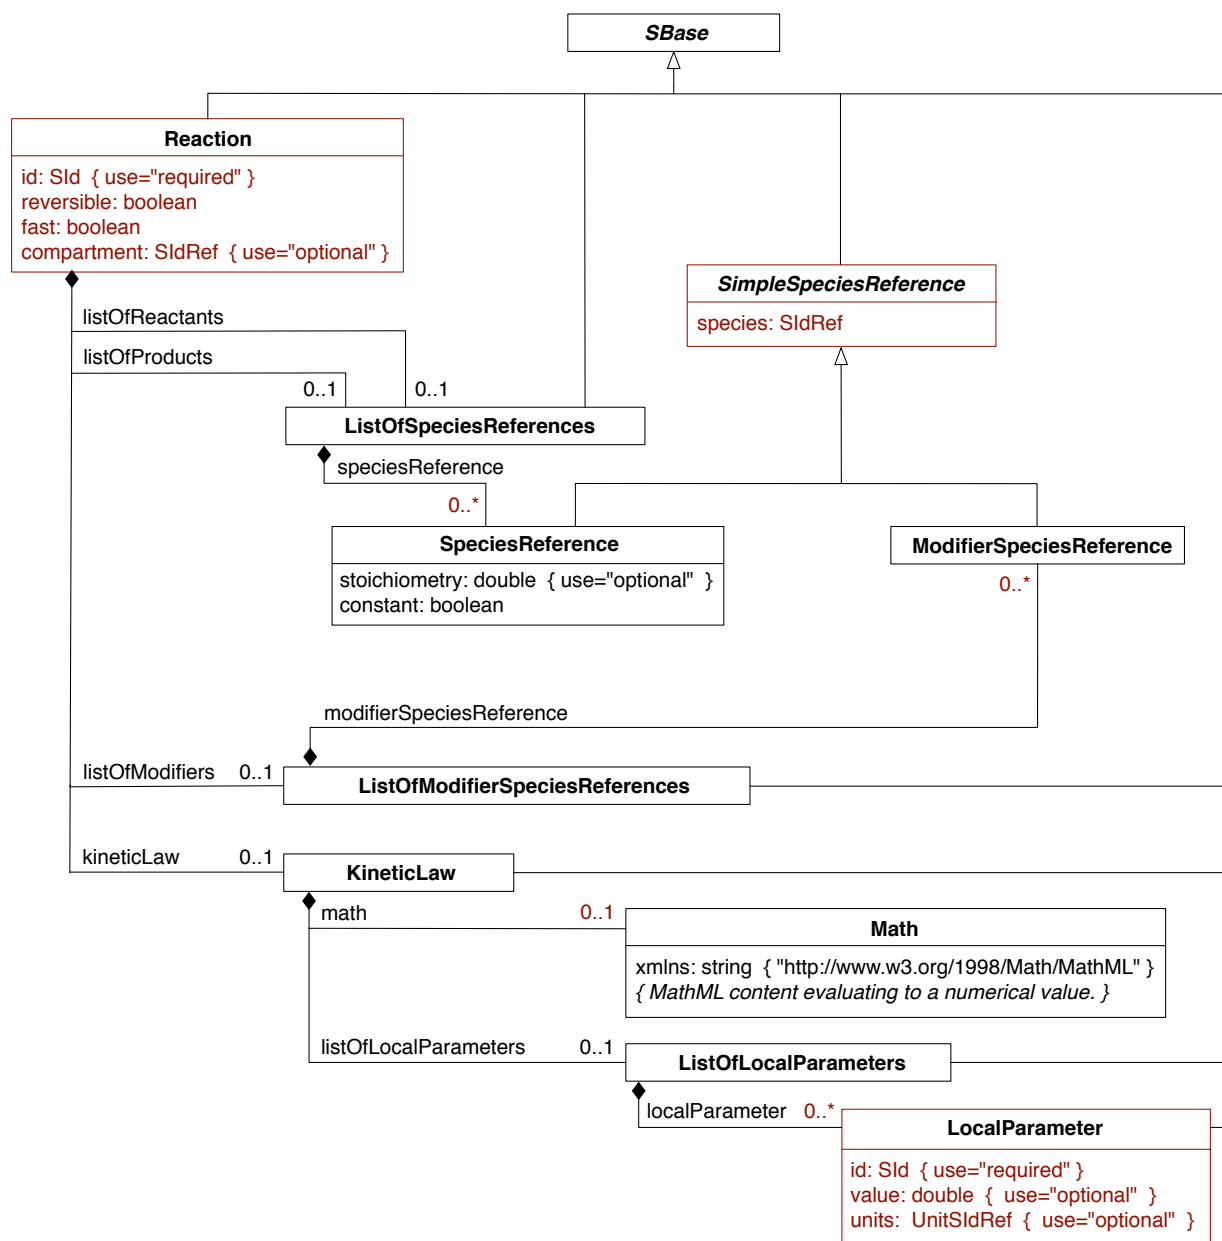 SBase
Reaction
id: SId { use="required" }
reversible: boolean
fast: boolean
compartment: SIdRef { use="optional" }
SimpleSpeciesReference
species: SIdRef
listOfReactants
listOfProducts
0..1
0..1
ListOfSpeciesReferences
speciesReference
0..*
SpeciesReference
stoichiometry: double { use="optional" }
constant: boolean
ModifierSpeciesReference
0..*
modifierSpeciesReference
listOfModifiers 0..1
ListOfModifierSpeciesReferences
kineticLaw 0..1
KineticLaw
math 0..1
Math
xmlns: string { "http://www.w3.org/1998/Math/MathML" }
{ MathML content evaluating to a numerical value. }
listOfLocalParameters 0..1
ListOfLocalParameters
localParameter 0..*
LocalParameter
id: SId { use="required" }
value: double { use="optional" }
units: UnitSIdRef { use="optional" }